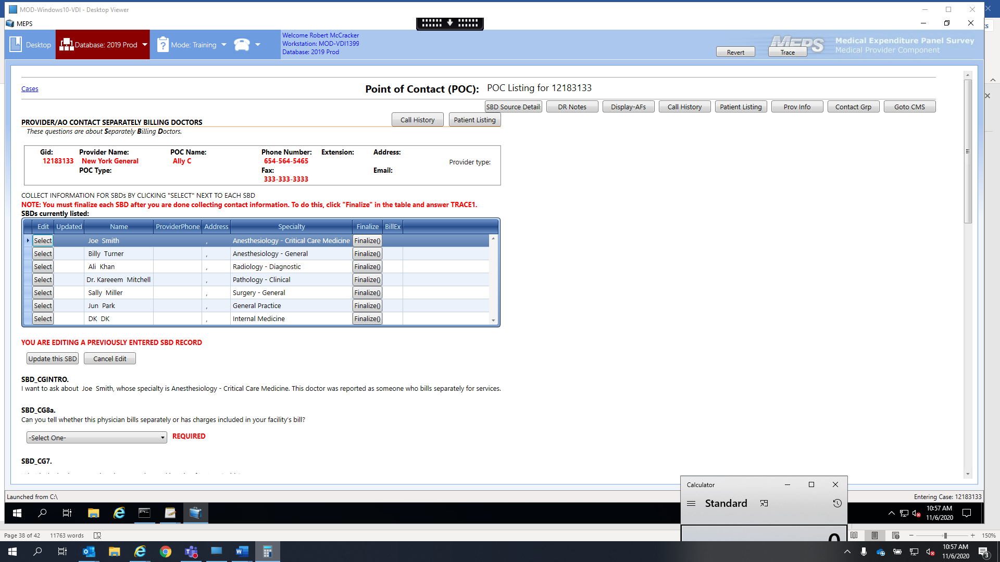 MOD-Windows10-VDI - Desktop Viewer
MEPS
Desktop
Database: 2019 Prod
Mode: Training
Welcome Robert McCracker
Workstation: MOD-VDI1399
Database: 2019 Prod
Revert
Trace
MEPS
Medical Expenditure Panel Survey
Medical Provider Component
Cases
Point of Contact (POC): POC Listing for 12183133
SBD Source Detail DR Notes Display-AFs Call History Patient Listing Prov Info Contact Grp Goto CMS
Call History Patient Listing
PROVIDER/AO CONTACT SEPARATELY BILLING DOCTORS
These questions are about Separately Billing Doctors.
Gid: Provider Name: POC Name: Phone Number: Extension: Address:
12183133 New York General Ally C 654-564-5465 Provider type:
POC Type: Fax: Email:
333-333-3333
COLLECT INFORMATION FOR SBDs BY CLICKING "SELECT" NEXT TO EACH SBD
NOTE: You must finalize each SBD after you are done collecting contact information. To do this, click "Finalize" in the table and answer TRACE1.
SBDs currently listed:
Edit Updated Name ProviderPhone Address Specialty Finalize BillEx
Select Joe Smith , Anesthesiology - Critical Care Medicine Finalize()
Select Billy Turner , Anesthesiology - General Finalize()
Select Ali Khan , Radiology - Diagnostic Finalize()
Select Dr. Kareeem Mitchell , Pathology - Clinical Finalize()
Select Sally Miller , Surgery - General Finalize()
Select Jun Park , General Practice Finalize()
Select DK DK , Internal Medicine Finalize()
YOU ARE EDITING A PREVIOUSLY ENTERED SBD RECORD
Update this SBD Cancel Edit
SBD_CGINTRO.
I want to ask about Joe Smith, whose specialty is Anesthesiology - Critical Care Medicine. This doctor was reported as someone who bills separately for services.
SBD_CG8a.
Can you tell whether this physician bills separately or has charges included in your facility's bill?
-Select One- REQUIRED
SBD_CG7.
Calculator
Standard
0
Launched from C:\
Entering Case: 12183133
10:57 AM
11/6/2020
Page 38 of 42 11763 words
150%
10:57 AM
11/6/2020
3